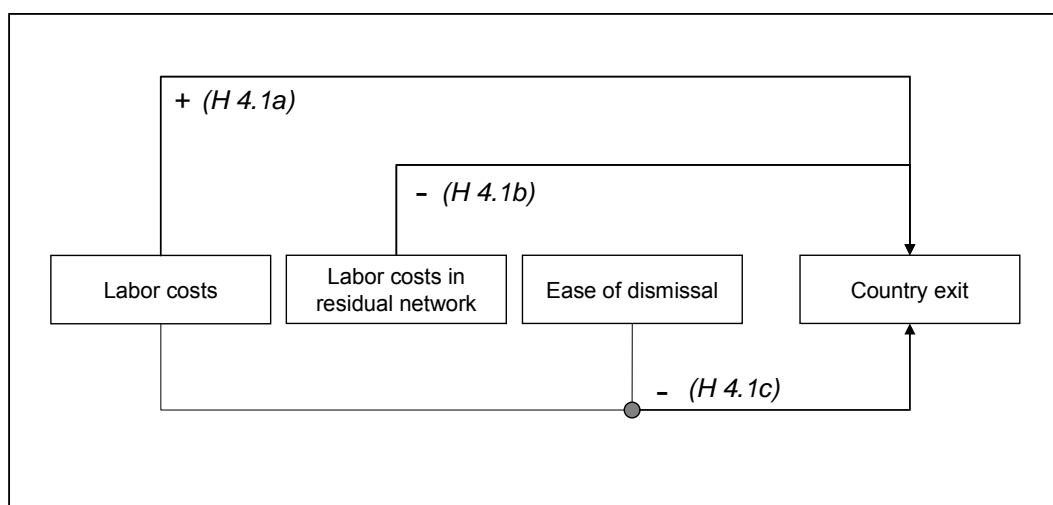 + (H 4.1a)
- (H 4.1b)
Labor costs
Labor costs in
residual network
Ease of dismissal
Country exit
- (H 4.1c)